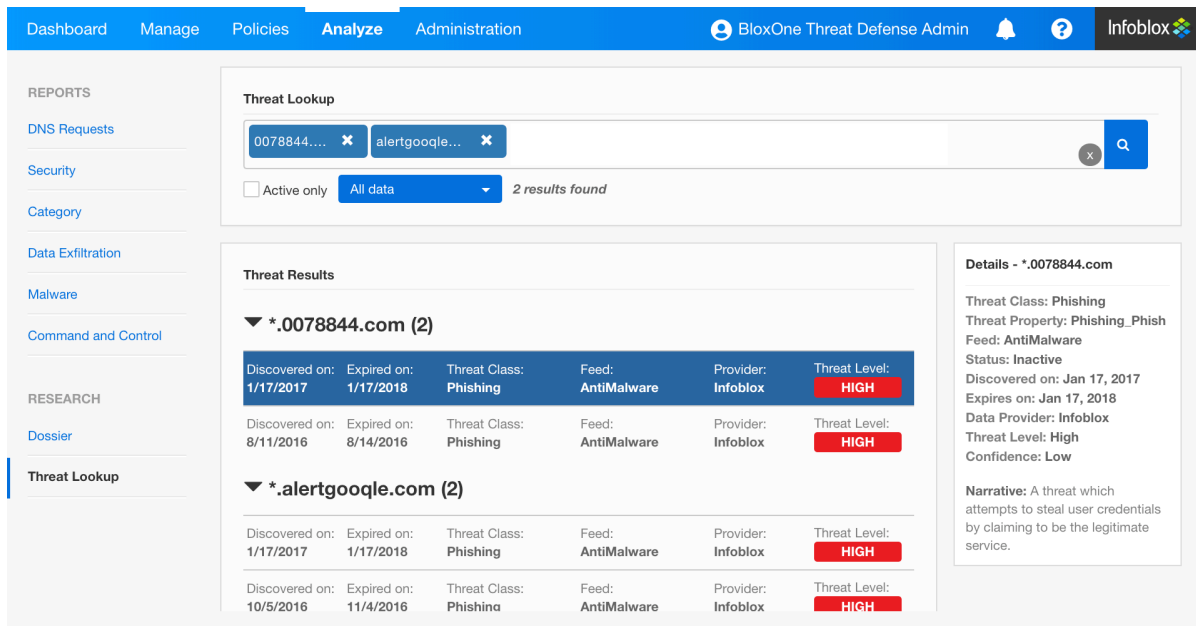 Dashboard Manage Policies Analyze Administration BloxOne Threat Defense Admin ? Infoblox
REPORTS
DNS Requests
Security
Category
Data Exfiltration
Malware
Command and Control
RESEARCH
Dossier
Threat Lookup
Threat Lookup
0078844.... ✖ alertgooqle... ✖
x
Active only All data 2 results found
Threat Results
*.0078844.com (2)
Discovered on: Expired on: Threat Class: Feed: Provider: Threat Level:
1/17/2017 1/17/2018 Phishing AntiMalware Infoblox HIGH
Discovered on: Expired on: Threat Class: Feed: Provider: Threat Level:
8/11/2016 8/14/2016 Phishing AntiMalware Infoblox HIGH
*.alertgooqle.com (2)
Discovered on: Expired on: Threat Class: Feed: Provider: Threat Level:
1/17/2017 1/17/2018 Phishing AntiMalware Infoblox HIGH
Discovered on: Expired on: Threat Class: Feed: Provider: Threat Level:
10/5/2016 11/4/2016 Phishing AntiMalware Infoblox HIGH
Details - *.0078844.com
Threat Class: Phishing
Threat Property: Phishing_Phish
Feed: AntiMalware
Status: Inactive
Discovered on: Jan 17, 2017
Expires on: Jan 17, 2018
Data Provider: Infoblox
Threat Level: High
Confidence: Low
Narrative: A threat which
attempts to steal user credentials
by claiming to be the legitimate
service.